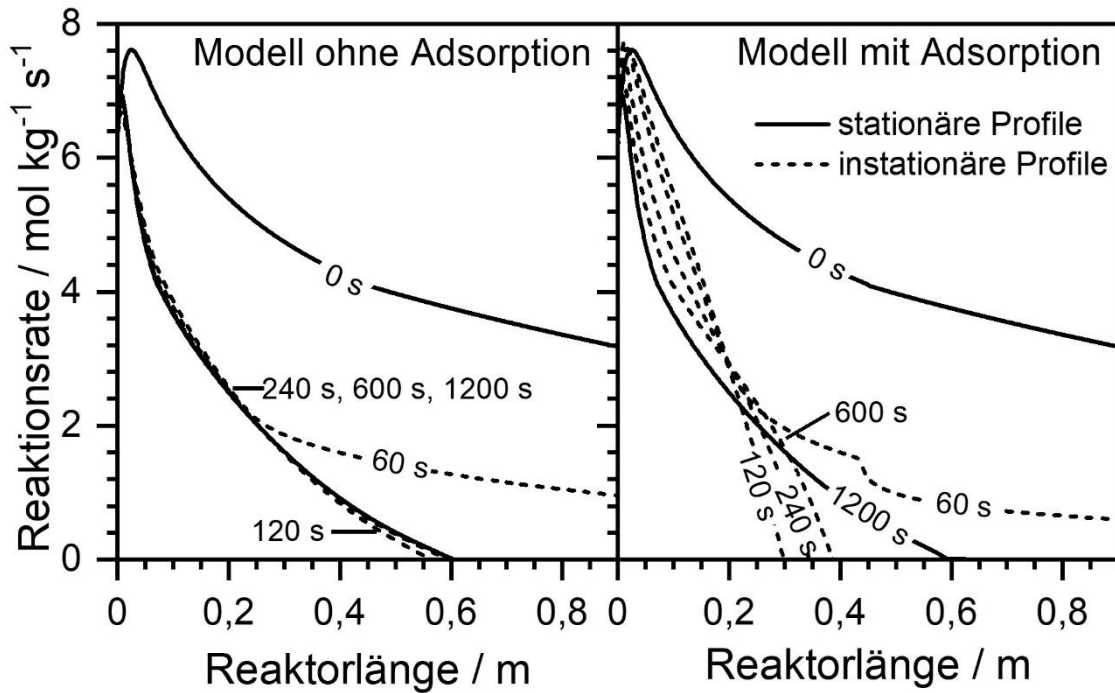 Reaktionsrate / mol kg⁻¹ s⁻¹
8
6
4
2
0
Modell ohne Adsorption
0 s
240 s, 600 s, 1200 s
60 s
120 s
0
0,2
0,4
0,6
0,8
Reaktorlänge / m
Modell mit Adsorption
stationäre Profile
instationäre Profile
0 s
600 s
120 s
240 s
1200 s
60 s
0
0,2
0,4
0,6
0,8
Reaktorlänge / m